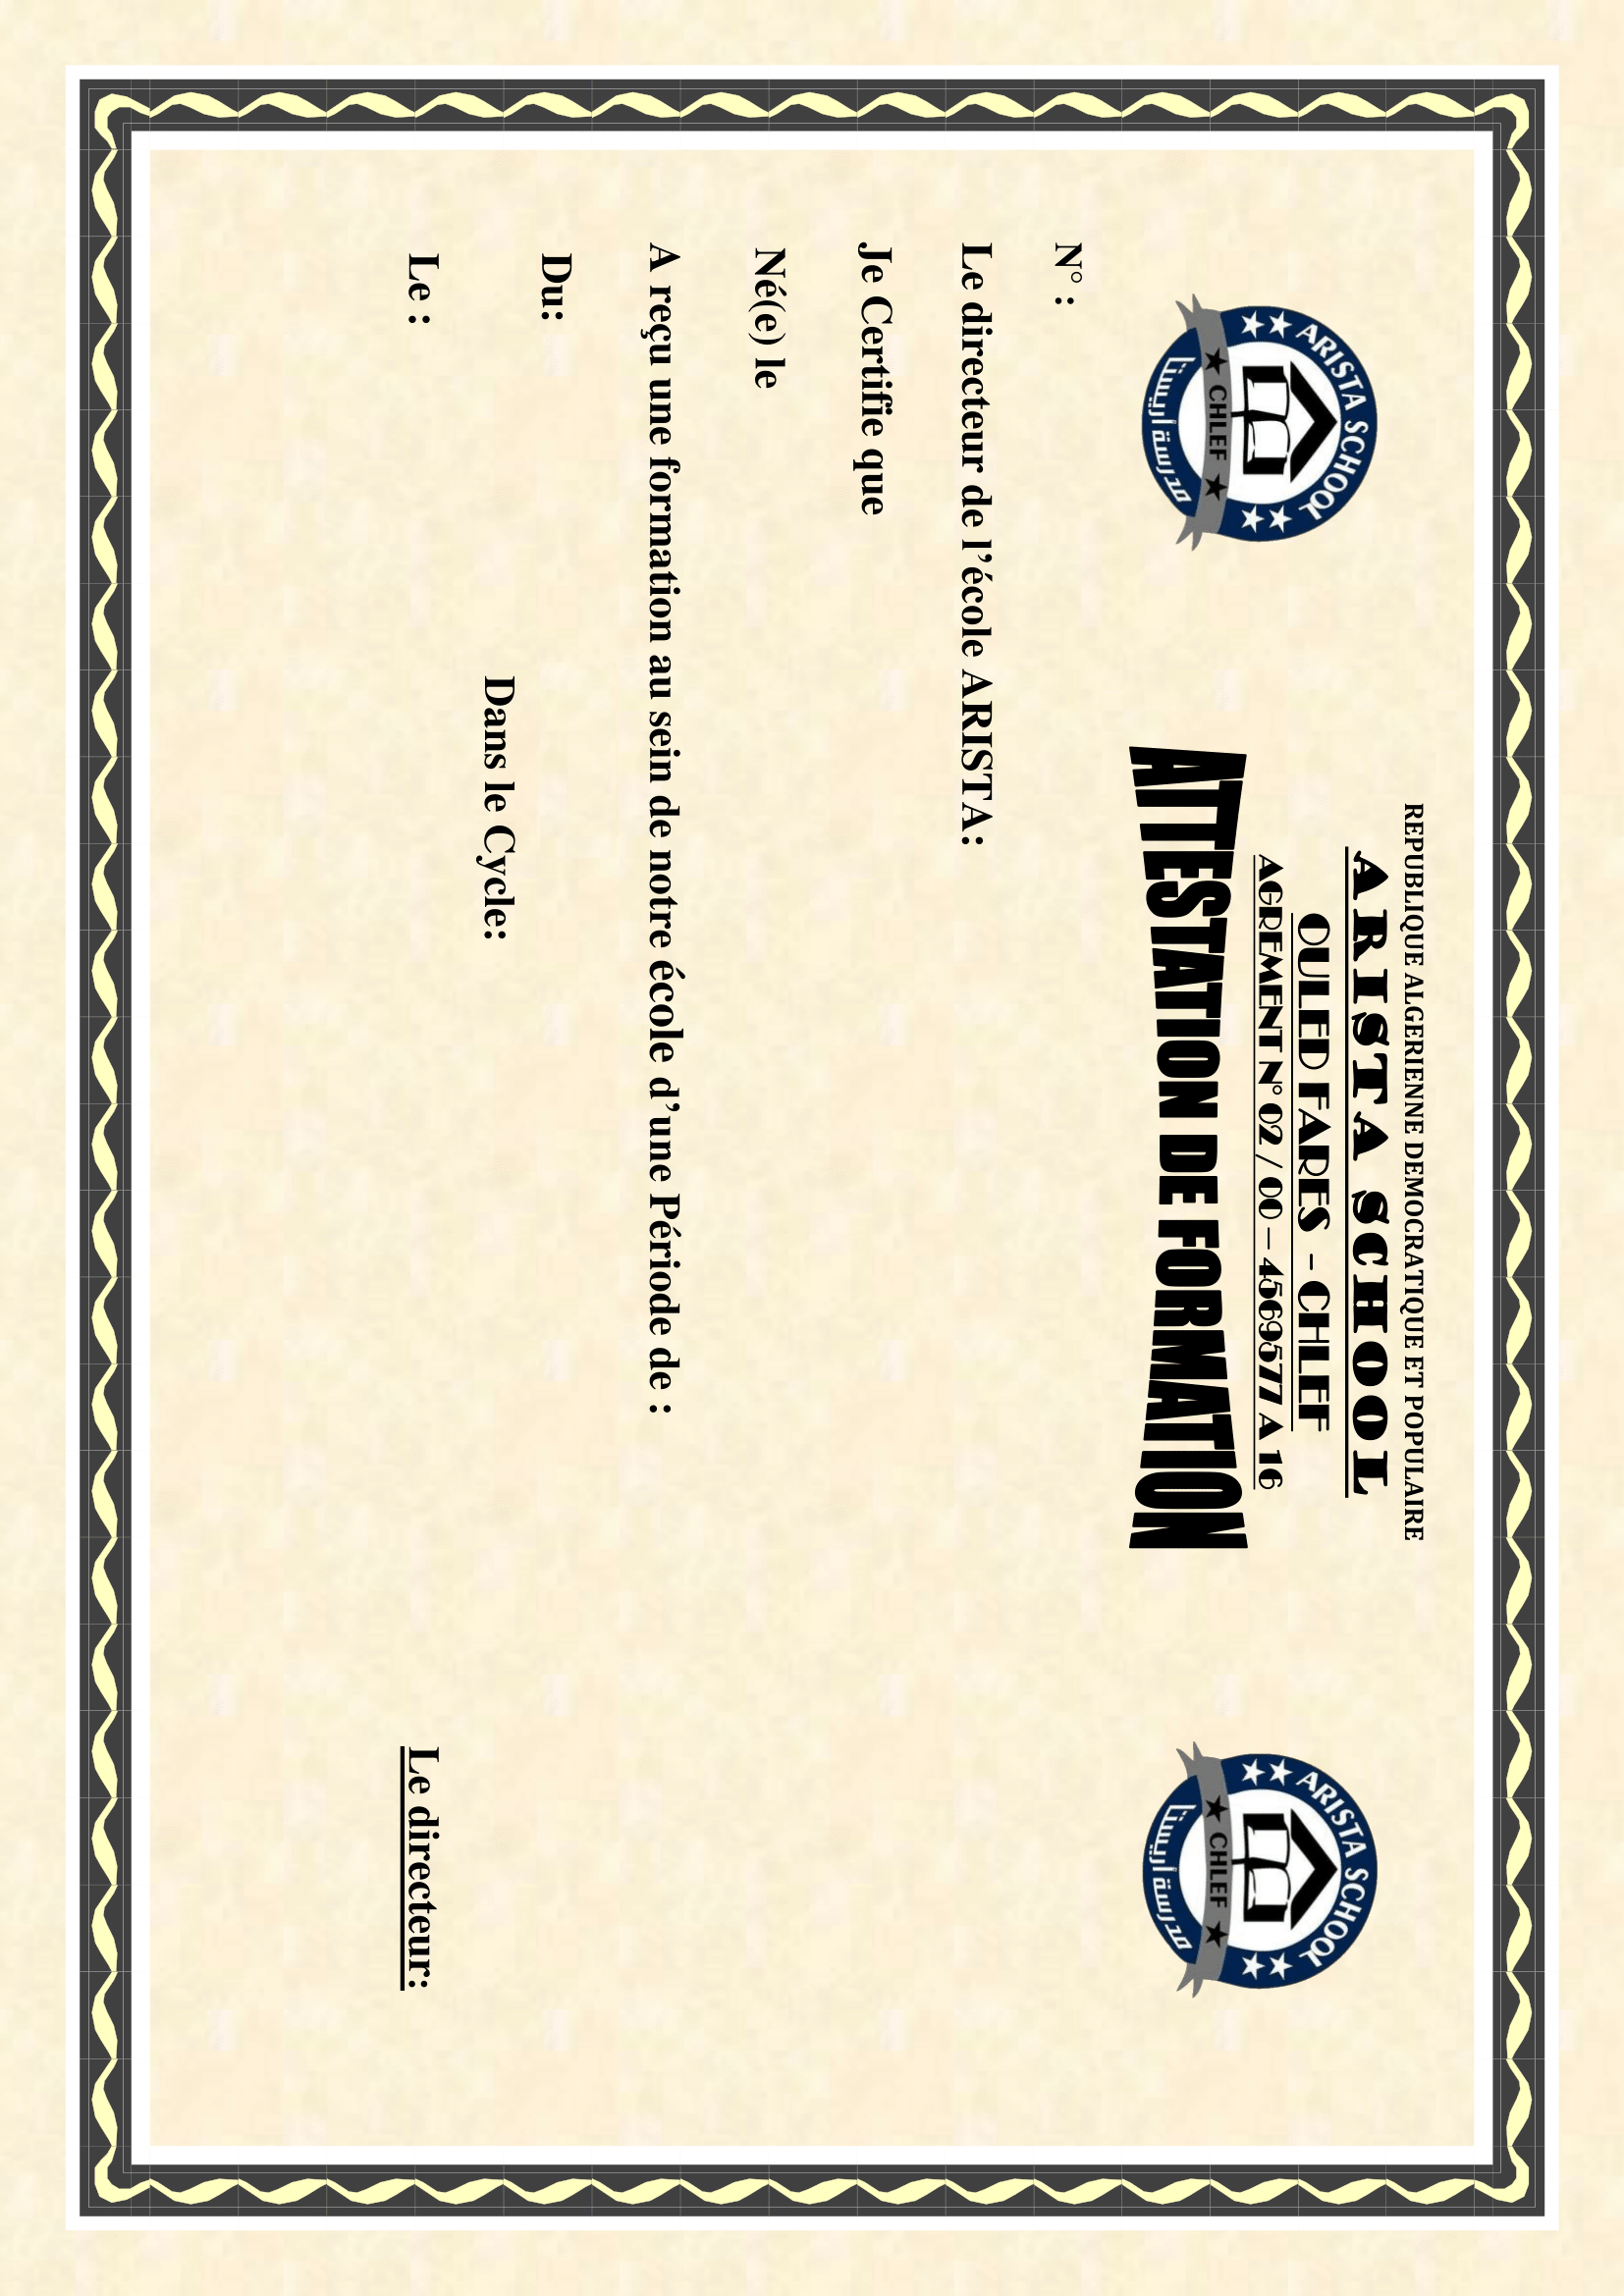 REPUBLIQUE ALGERIENNE DEMOCRATIQUE ET POPULAIRE
ARISTA SCHOOL
OULED FARES - CHLEF
AGREMENT N° 02 / 00 – 4569577 A 16
ATTESTATION DE FORMATION
ARISTA SCHOOL
CHLEF
مدرسة أريستا
ARISTA SCHOOL
CHLEF
مدرسة أريستا
N° :
Le directeur de l’école ARISTA:
Je Certifie que
Né(e) le
A reçu une formation au sein de notre école d’une Période de :
Du:
Dans le Cycle:
Le :
Le directeur: